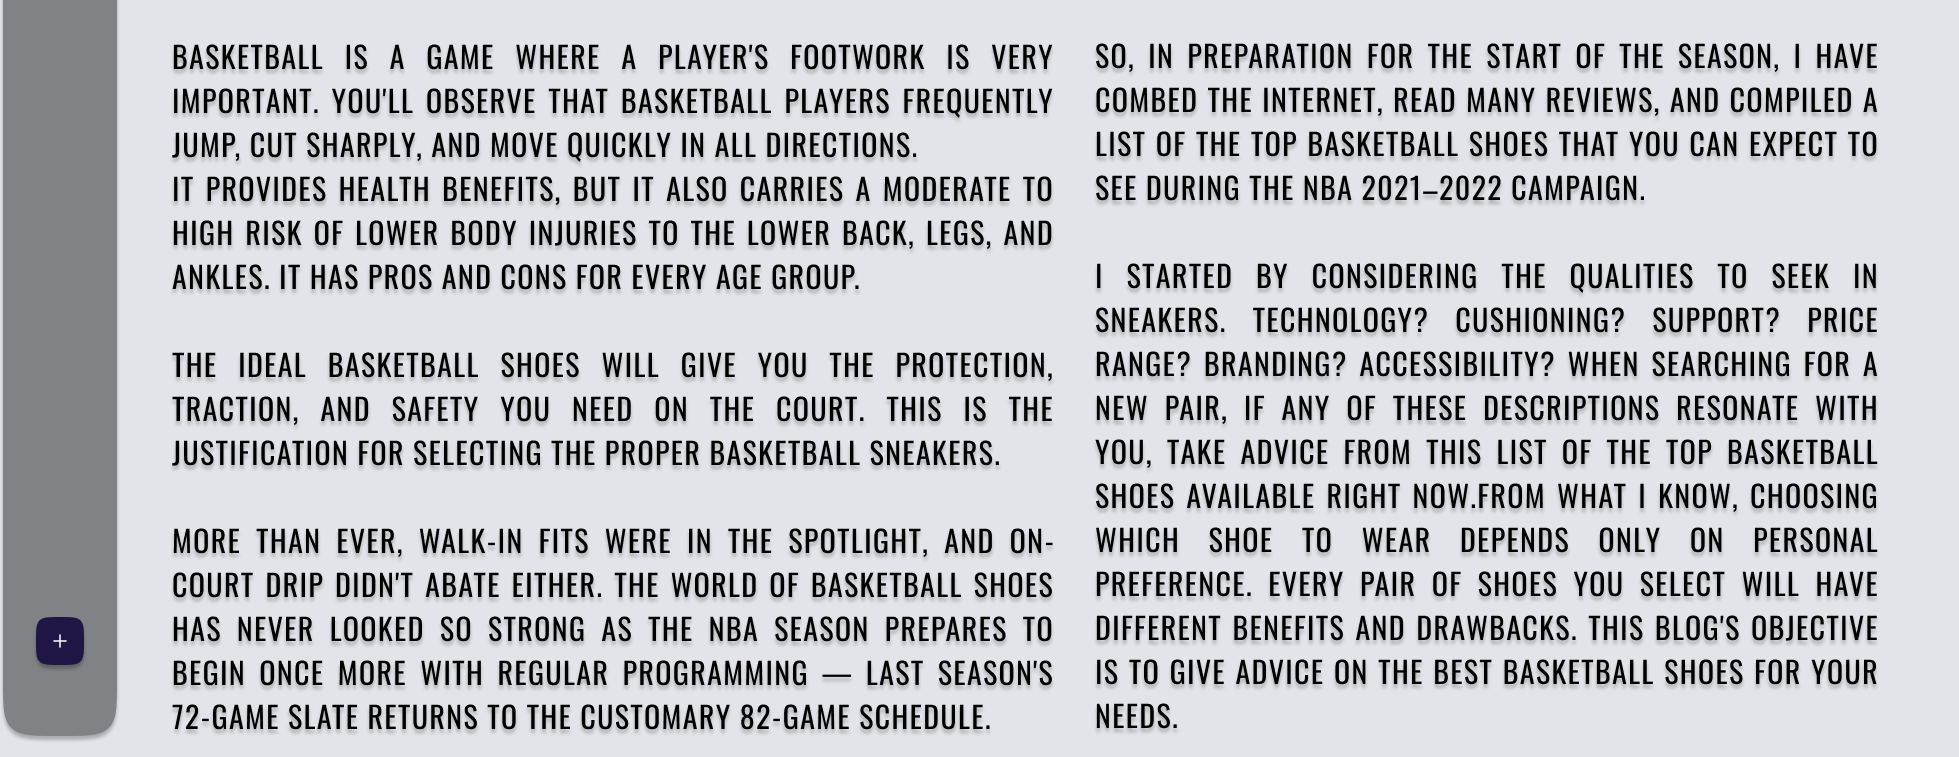 BASKETBALL IS A GAME WHERE A PLAYER'S FOOTWORK IS VERY
IMPORTANT. YOU'LL OBSERVE THAT BASKETBALL PLAYERS FREQUENTLY
JUMP, CUT SHARPLY, AND MOVE QUICKLY IN ALL DIRECTIONS.
IT PROVIDES HEALTH BENEFITS, BUT IT ALSO CARRIES A MODERATE TO
HIGH RISK OF LOWER BODY INJURIES TO THE LOWER BACK, LEGS, AND
ANKLES. IT HAS PROS AND CONS FOR EVERY AGE GROUP.
THE IDEAL BASKETBALL SHOES WILL GIVE YOU THE PROTECTION,
TRACTION, AND SAFETY YOU NEED ON THE COURT. THIS IS THE
JUSTIFICATION FOR SELECTING THE PROPER BASKETBALL SNEAKERS.
MORE THAN EVER, WALK-IN FITS WERE IN THE SPOTLIGHT, AND ON-
COURT DRIP DIDN'T ABATE EITHER. THE WORLD OF BASKETBALL SHOES
HAS NEVER LOOKED SO STRONG AS THE NBA SEASON PREPARES TO
BEGIN ONCE MORE WITH REGULAR PROGRAMMING — LAST SEASON'S
72-GAME SLATE RETURNS TO THE CUSTOMARY 82-GAME SCHEDULE.
SO, IN PREPARATION FOR THE START OF THE SEASON, I HAVE
COMBED THE INTERNET, READ MANY REVIEWS, AND COMPILED A
LIST OF THE TOP BASKETBALL SHOES THAT YOU CAN EXPECT TO
SEE DURING THE NBA 2021–2022 CAMPAIGN.
I STARTED BY CONSIDERING THE QUALITIES TO SEEK IN
SNEAKERS. TECHNOLOGY? CUSHIONING? SUPPORT? PRICE
RANGE? BRANDING? ACCESSIBILITY? WHEN SEARCHING FOR A
NEW PAIR, IF ANY OF THESE DESCRIPTIONS RESONATE WITH
YOU, TAKE ADVICE FROM THIS LIST OF THE TOP BASKETBALL
SHOES AVAILABLE RIGHT NOW.FROM WHAT I KNOW, CHOOSING
WHICH SHOE TO WEAR DEPENDS ONLY ON PERSONAL
PREFERENCE. EVERY PAIR OF SHOES YOU SELECT WILL HAVE
DIFFERENT BENEFITS AND DRAWBACKS. THIS BLOG'S OBJECTIVE
IS TO GIVE ADVICE ON THE BEST BASKETBALL SHOES FOR YOUR
NEEDS.